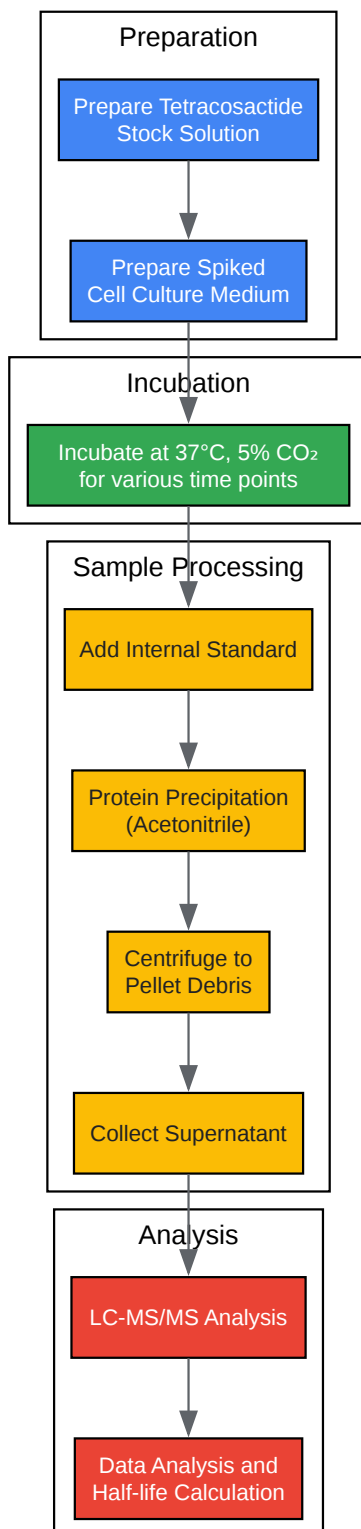 Preparation
Prepare Tetracosactide
Stock Solution
Prepare Spiked
Cell Culture Medium
Incubation
Incubate at 37°C, 5% CO₂
for various time points
Sample Processing
Add Internal Standard
Protein Precipitation
(Acetonitrile)
Centrifuge to
Pellet Debris
Collect Supernatant
Analysis
LC-MS/MS Analysis
Data Analysis and
Half-life Calculation